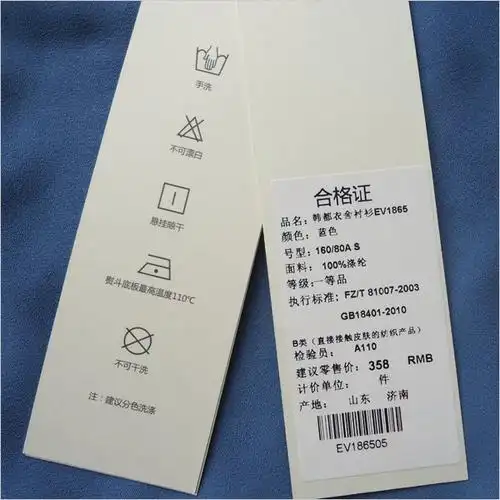 手洗
不可漂白
悬挂晾干
熨斗底板最高温度110℃
不可干洗
注：建议分色洗涤
合格证
品名：韩都衣舍衬衫EV1865
颜色：蓝色
号型：160/80A S
面料：100%涤纶
等级：一等品
执行标准：FZ/T 81007-2003
GB18401-2010
B类（直接接触皮肤的纺织产品）
检验员： A110
建议零售价： 358 RMB
计价单位： 件
产地： 山东 济南
EV186505